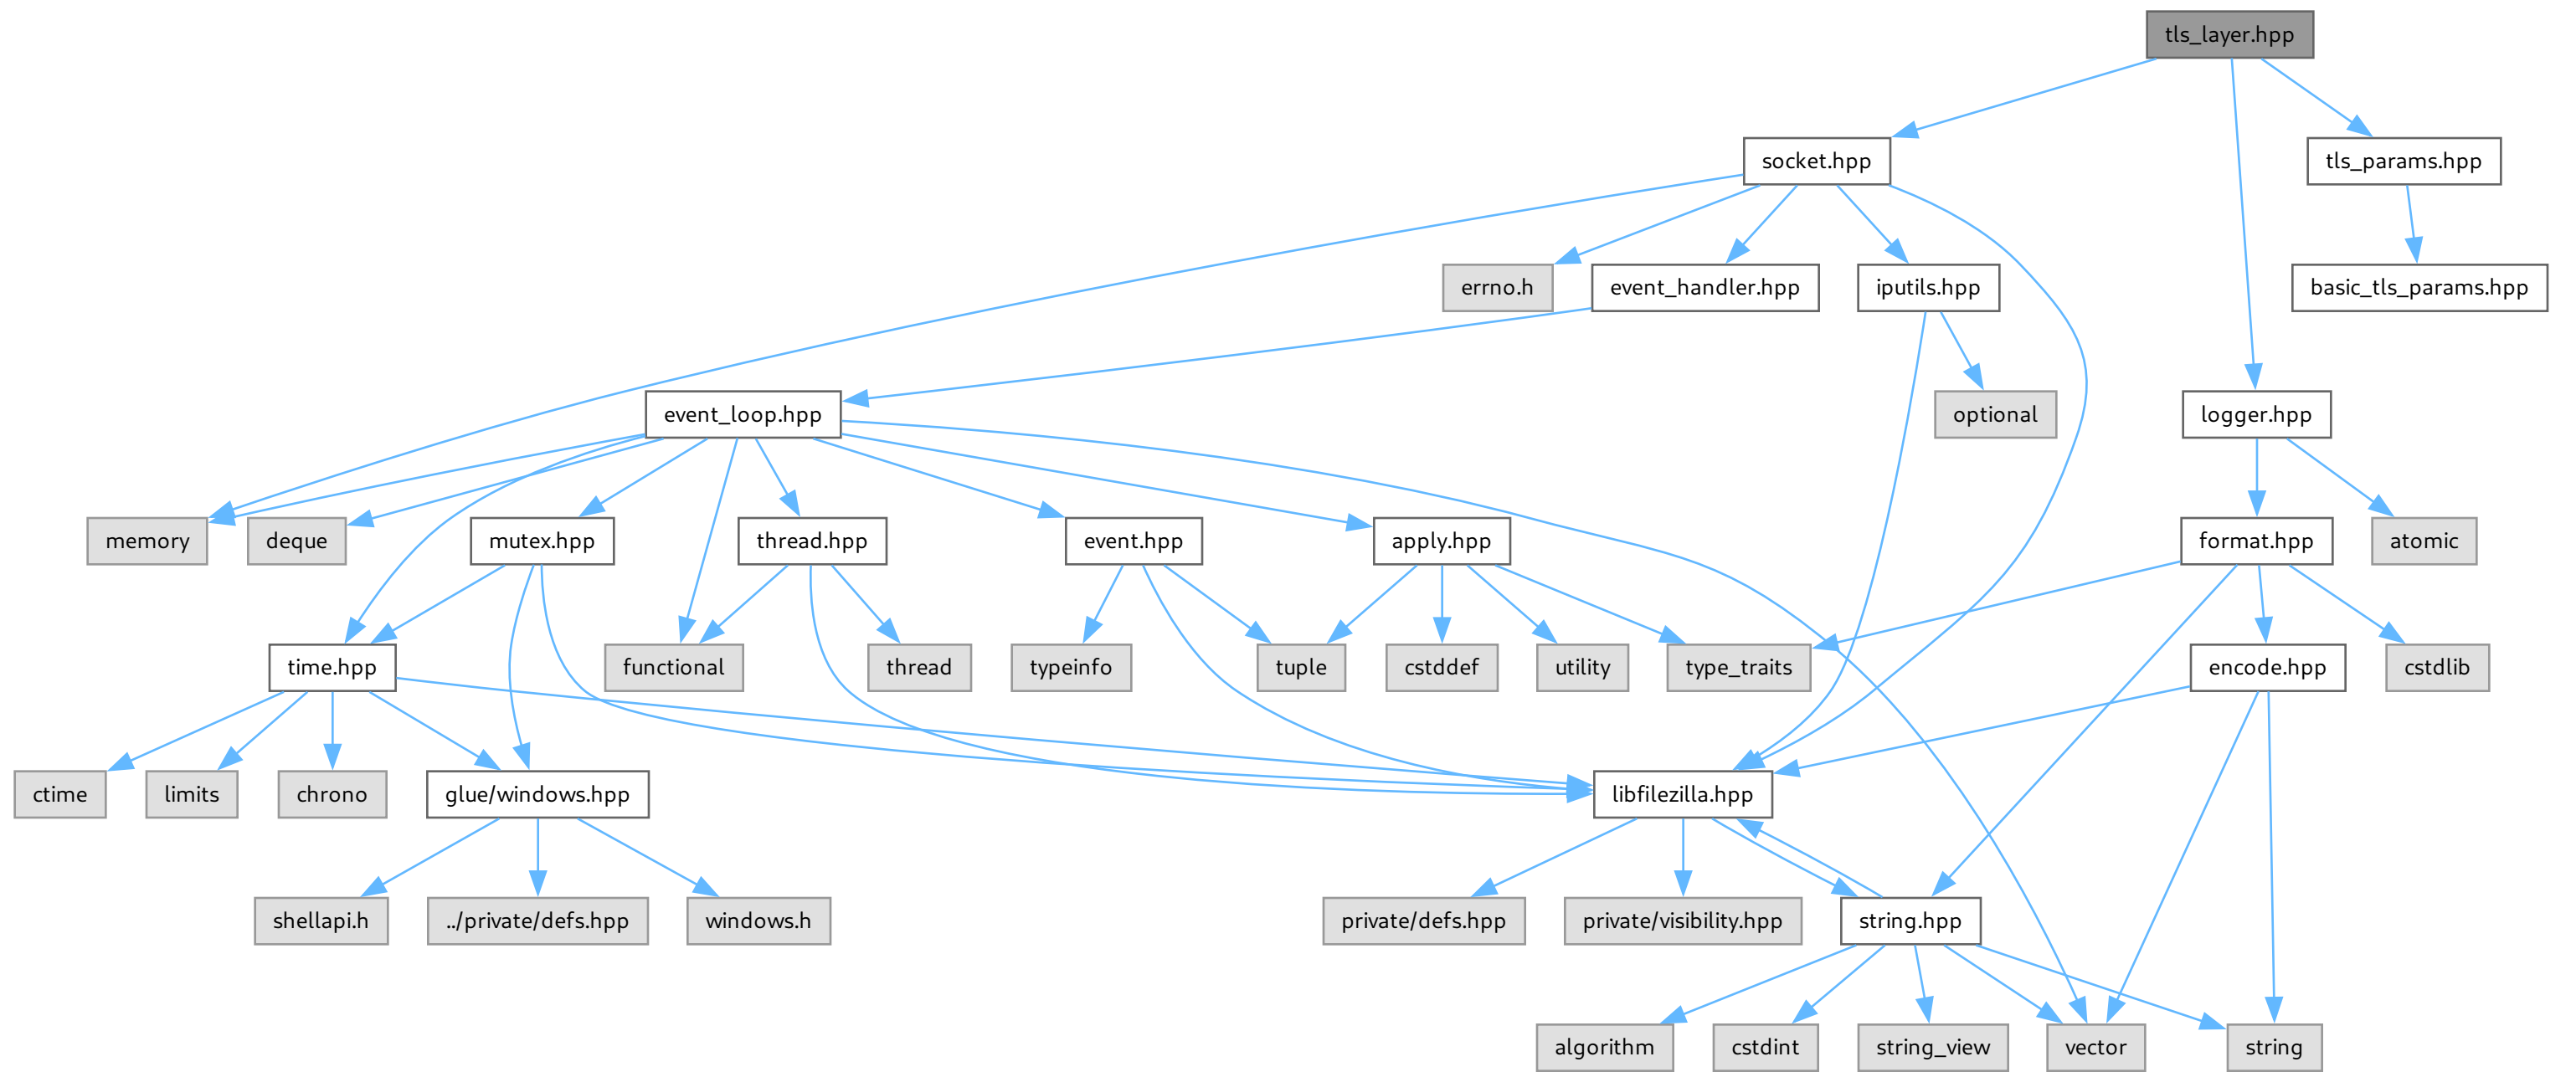 tls_layer.hpp
socket.hpp
tls_params.hpp
errno.h
event_handler.hpp
iputils.hpp
basic_tls_params.hpp
event_loop.hpp
optional
logger.hpp
memory
deque
mutex.hpp
thread.hpp
event.hpp
apply.hpp
format.hpp
atomic
time.hpp
functional
thread
typeinfo
tuple
cstddef
utility
type_traits
encode.hpp
cstdlib
ctime
limits
chrono
glue/windows.hpp
libfilezilla.hpp
shellapi.h
../private/defs.hpp
windows.h
private/defs.hpp
private/visibility.hpp
string.hpp
algorithm
cstdint
string_view
vector
string